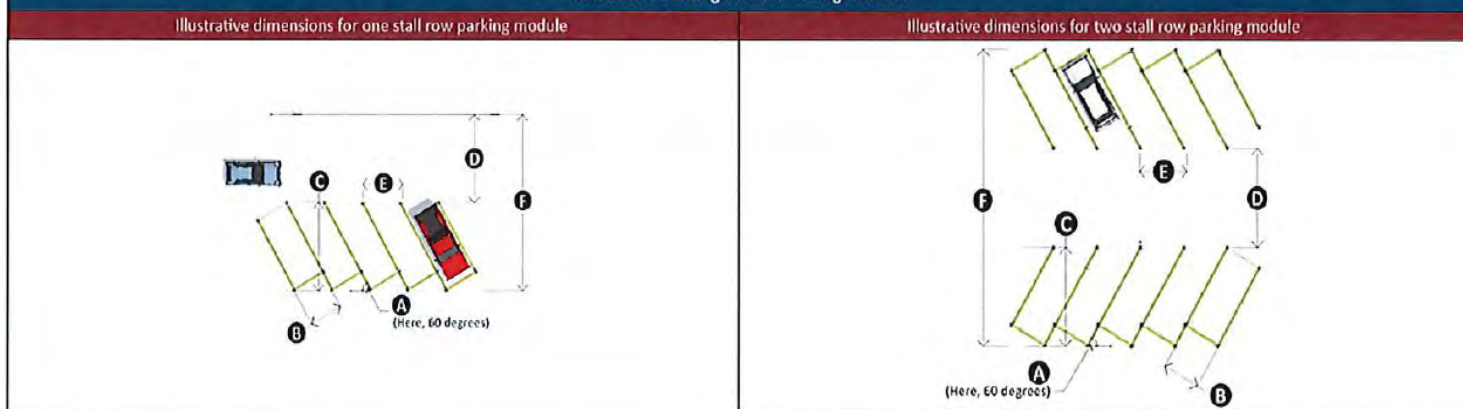 Illustrative dimensions for one stall row parking module
Illustrative dimensions for two stall row parking module
D
C
E
F
A
(Here, 60 degrees)
B
E
F
D
C
A
(Here, 60 degrees)
B